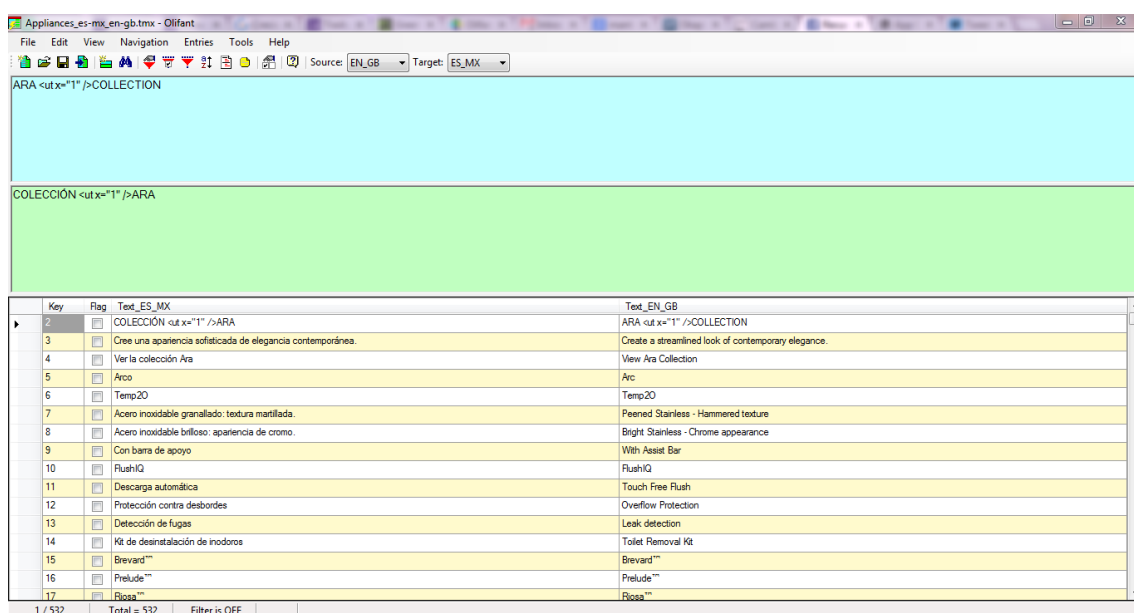 Appliances_es-mx_en-gb.tmx - Olifant
File Edit View Navigation Entries Tools Help
Source: EN_GB Target: ES_MX
ARA <ut x="1" />COLLECTION
COLECCIÓN <ut x="1" />ARA
Key Flag Text_ES_MX Text_EN_GB
2 COLECCIÓN <ut x="1" />ARA ARA <ut x="1" />COLLECTION
3 Cree una apariencia sofisticada de elegancia contemporánea. Create a streamlined look of contemporary elegance.
4 Ver la colección Ara View Ara Collection
5 Arco Arc
6 Temp2O Temp2O
7 Acero inoxidable granallado: textura martillada. Peened Stainless - Hammered texture
8 Acero inoxidable brilloso: apariencia de cromo. Bright Stainless - Chrome appearance
9 Con barra de apoyo With Assist Bar
10 FlushIQ FlushIQ
11 Descarga automática Touch Free Flush
12 Protección contra desbordes Overflow Protection
13 Detección de fugas Leak detection
14 Kit de desinstalación de inodoros Toilet Removal Kit
15 Brevard™ Brevard™
16 Prelude™ Prelude™
17 Riosa™ Riosa™
1 / 532 Total = 532 Filter is OFF